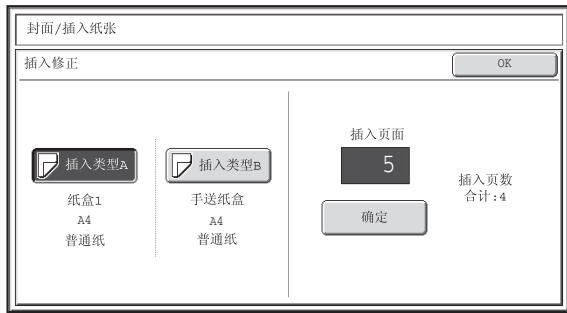 封面/插入纸张
插入修正
OK
插入类型A
纸盒1
A4
普通纸
插入类型B
手送纸盒
A4
普通纸
插入页面
5
确定
插入页数
合计:4